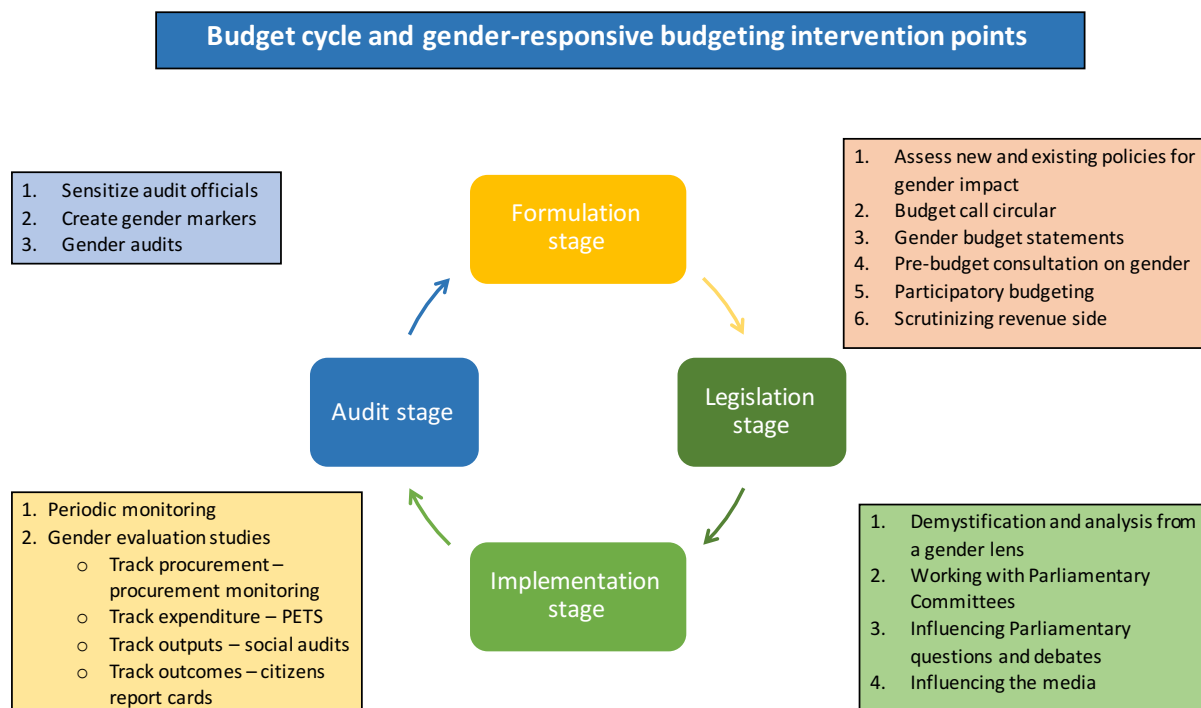 Budget cycle and gender-responsive budgeting intervention points
1. Sensitize audit officials
2. Create gender markers
3. Gender audits
Formulation
stage
1. Assess new and existing policies for
gender impact
2. Budget call circular
3. Gender budget statements
4. Pre-budget consultation on gender
5. Participatory budgeting
6. Scrutinizing revenue side
Audit stage
Legislation
stage
1. Periodic monitoring
2. Gender evaluation studies
o Track procurement –
procurement monitoring
o Track expenditure – PETS
o Track outputs – social audits
o Track outcomes – citizens
report cards
Implementation
stage
1. Demystification and analysis from
a gender lens
2. Working with Parliamentary
Committees
3. Influencing Parliamentary
questions and debates
4. Influencing the media